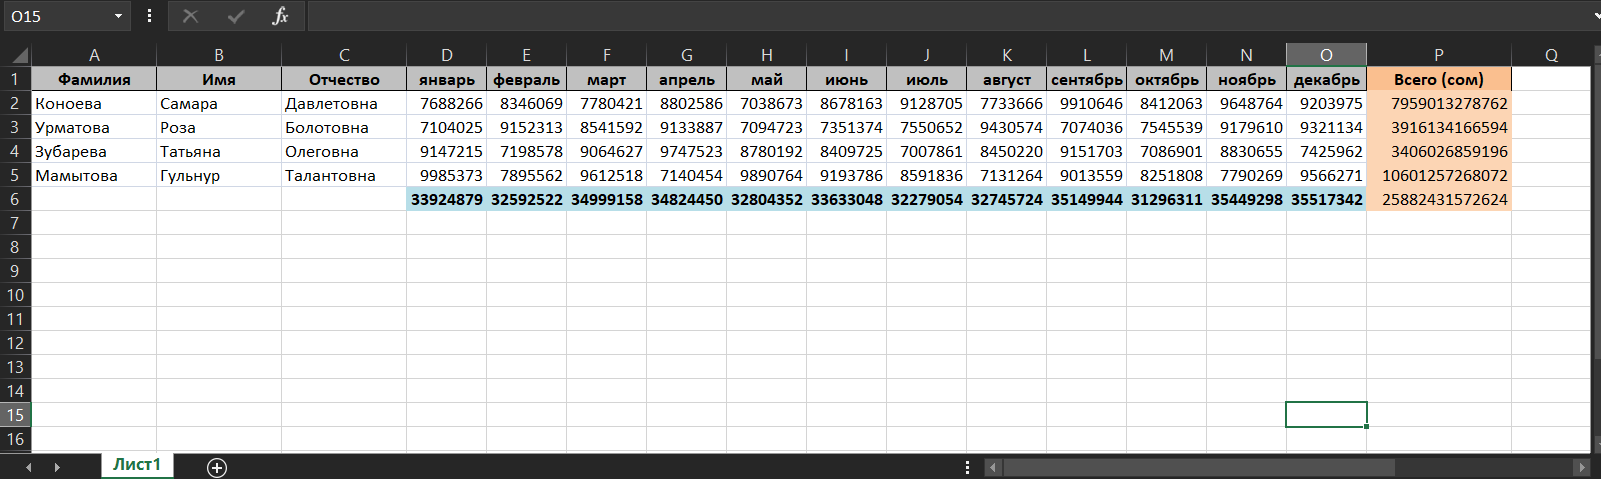 O15 fx
A B C D E F G H I J K L M N O P Q
1 Фамилия Имя Отчество январь февраль март апрель май июнь июль август сентябрь октябрь ноябрь декабрь Всего (сом)
2 Коноева Самара Давлетовна 7688266 8346069 7780421 8802586 7038673 8678163 9128705 7733666 9910646 8412063 9648764 9203975 7959013278762
3 Урматова Роза Болотовна 7104025 9152313 8541592 9133887 7094723 7351374 7550652 9430574 7074036 7545539 9179610 9321134 3916134166594
4 Зубарева Татьяна Олеговна 9147215 7198578 9064627 9747523 8780192 8409725 7007861 8450220 9151703 7086901 8830655 7425962 3406026859196
5 Мамытова Гульнур Талантовна 9985373 7895562 9612518 7140454 9890764 9193786 8591836 7131264 9013559 8251808 7790269 9566271 10601257268072
6 33924879 32592522 34999158 34824450 32804352 33633048 32279054 32745724 35149944 31296311 35449298 35517342 25882431572624
7
8
9
10
11
12
13
14
15
16
Лист1